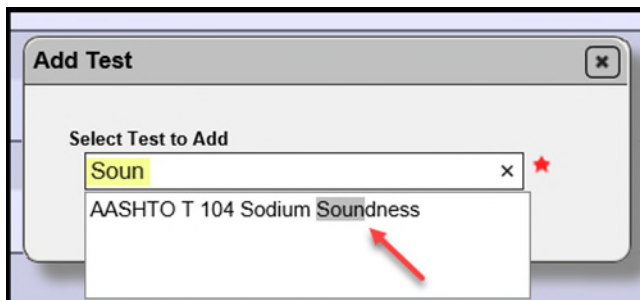 Add Test
Select Test to Add
Soun
AASHTO T 104 Sodium Soundness